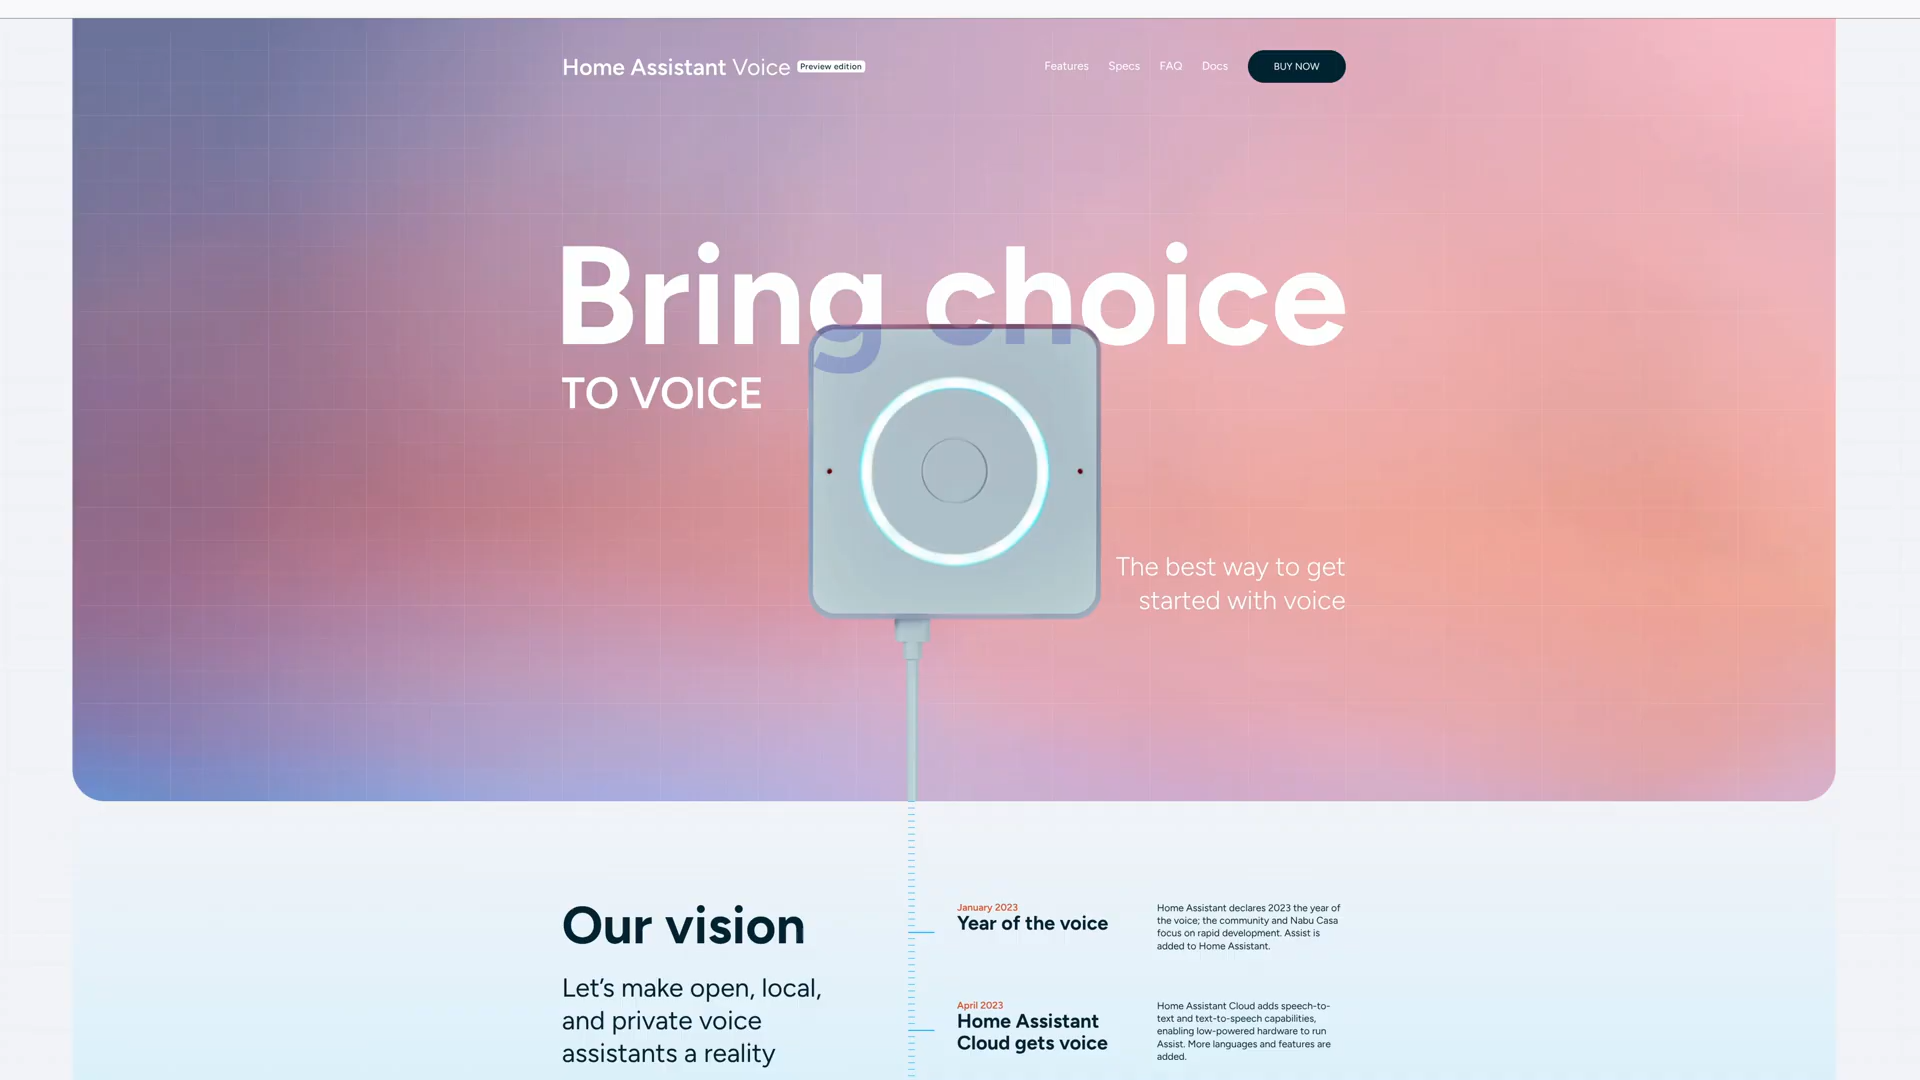 Home Assistant Voice Preview edition
Features Specs FAQ Docs BUY NOW
Bring choice
TO VOICE
The best way to get
started with voice
Our vision
Let's make open, local,
and private voice
assistants a reality
January 2023
Year of the voice
Home Assistant declares 2023 the year of
the voice; the community and Nabu Casa
focus on rapid development. Assist is
added to Home Assistant.
April 2023
Home Assistant
Cloud gets voice
Home Assistant Cloud adds speech-to-
text and text-to-speech capabilities,
enabling low-powered hardware to run
Assist. More languages and features are
added.